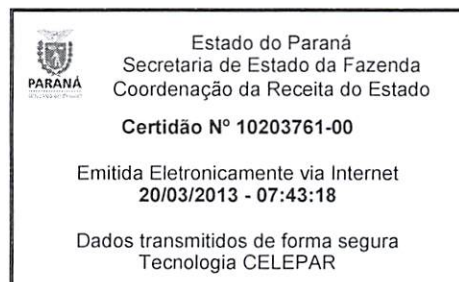 Estado do Paraná
Secretaria de Estado da Fazenda
PARANÁ
Coordenação da Receita do Estado
Certidão Nº 10203761-00
Emitida Eletronicamente via Internet
20/03/2013 - 07:43:18
Dados transmitidos de forma segura
Tecnologia CELEPAR